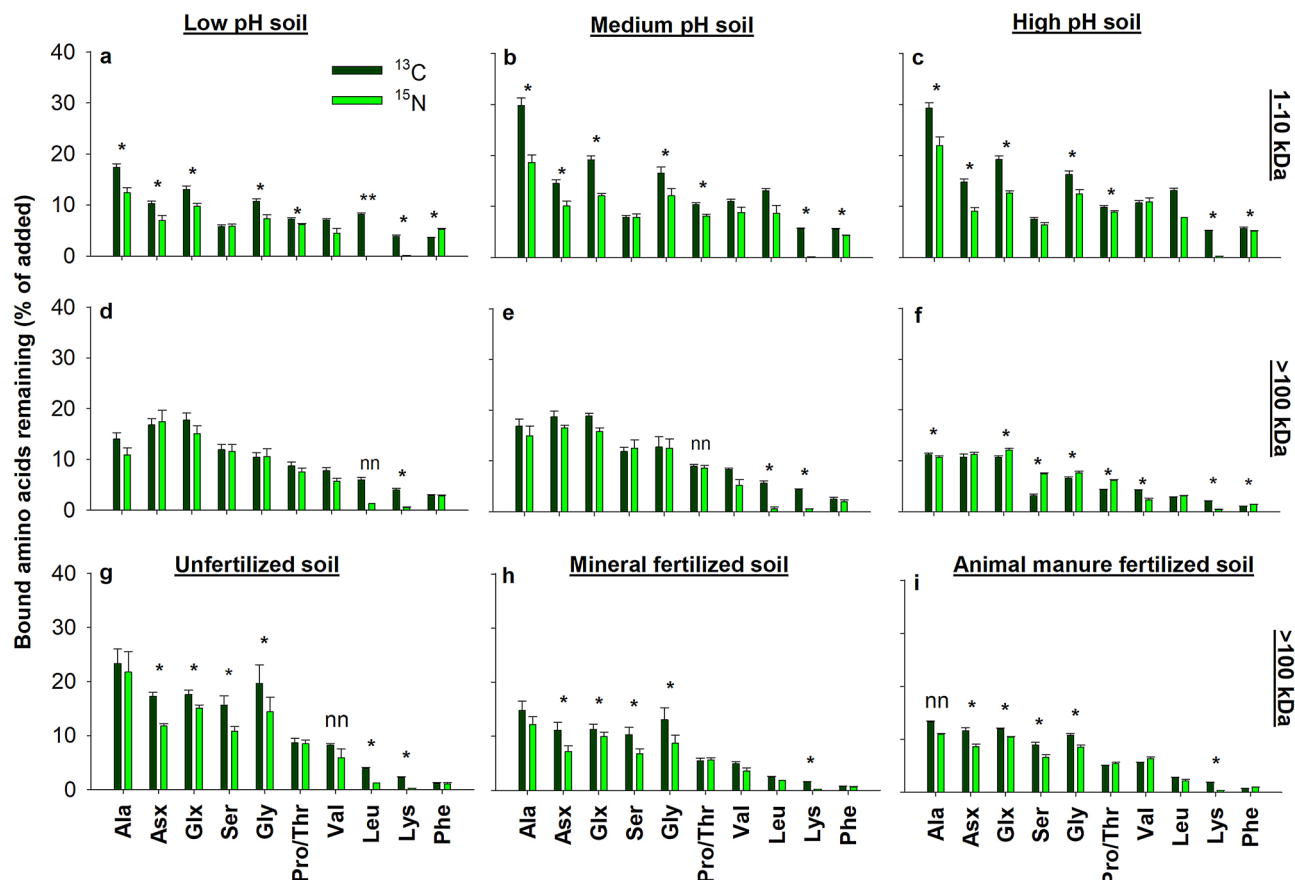 Low pH soil
Medium pH soil
High pH soil
40
30
20
10
0
a
¹³C
¹⁵N
*
*
*
*
*
**
*
*
b
*
*
*
*
*
*
*
c
*
*
*
*
*
*
*
1-10 kDa
Bound amino acids remaining (% of added)
40
30
20
10
0
d
nn
*
e
nn
*
*
f
*
*
*
*
*
*
*
*
>100 kDa
Unfertilized soil
Mineral fertilized soil
Animal manure fertilized soil
40
30
20
10
0
g
*
*
*
*
nn
*
*
h
*
*
*
*
*
i
nn
*
*
*
*
*
>100 kDa
Ala
Asx
Glx
Ser
Gly
Pro/Thr
Val
Leu
Lys
Phe
Ala
Asx
Glx
Ser
Gly
Pro/Thr
Val
Leu
Lys
Phe
Ala
Asx
Glx
Ser
Gly
Pro/Thr
Val
Leu
Lys
Phe